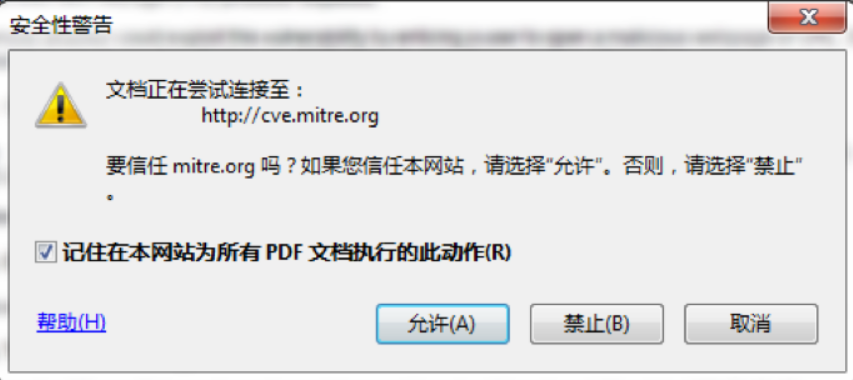 安全性警告
文档正在尝试连接至：
http://cve.mitre.org
要信任 mitre.org 吗？如果您信任本网站，请选择“允许”。否则，请选择“禁止”
。
记住在本网站为所有 PDF 文档执行的此动作(R)
帮助(H) 允许(A) 禁止(B) 取消